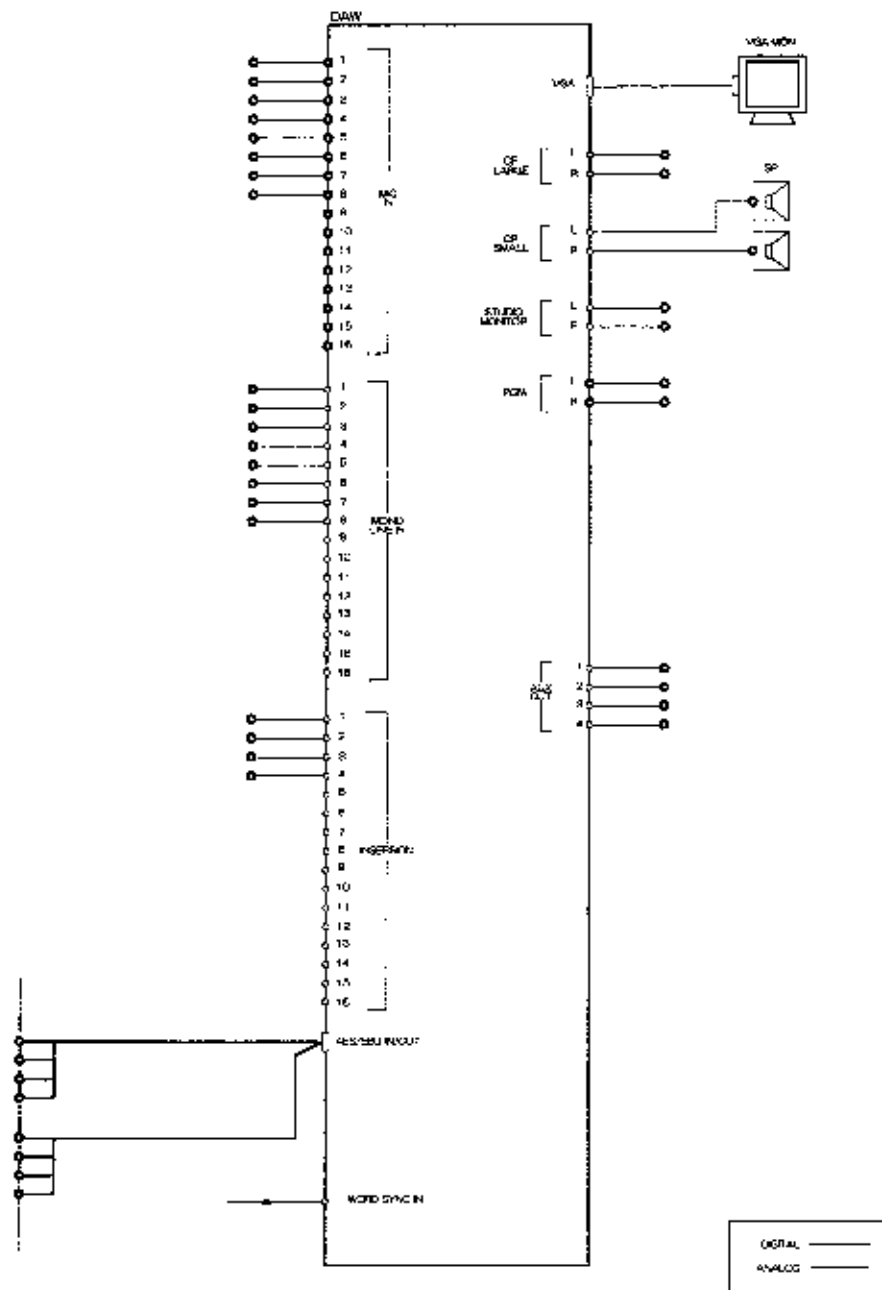 DAW
1
2
3
4
5
6
7
8
9
10
11
12
13
14
15
16
MIC
IN
1
2
3
4
5
6
7
8
9
10
11
12
13
14
15
16
MONO
LINE IN
1
2
3
4
5
6
7
8
9
10
11
12
13
14
15
16
INSERTION
AES/EBU IN/OUT
WORD SYNC IN
VGA
VGA MON
CR
LARGE
L
R
SP
CR
SMALL
L
R
STUDIO
MONITOR
L
R
PGM
L
R
AUX
OUT
1
2
3
4
DIGITAL
ANALOG